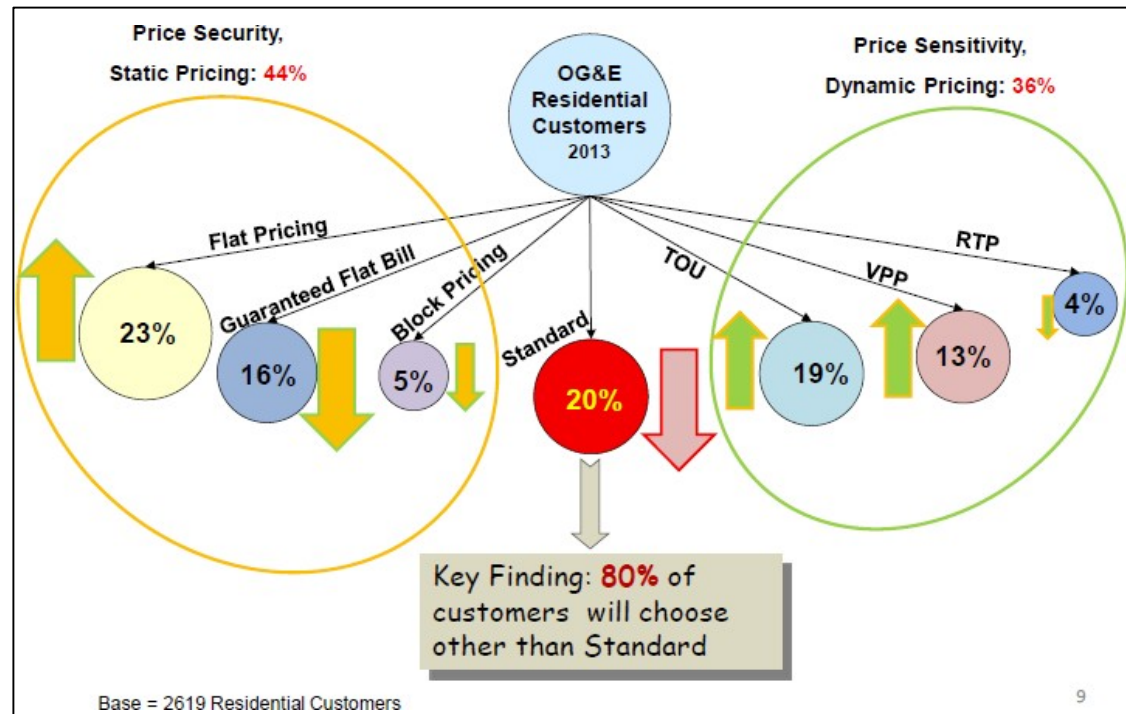 Price Security,
Static Pricing: 44%
OG&E
Residential
Customers
2013
Price Sensitivity,
Dynamic Pricing: 36%
Flat Pricing
Guaranteed Flat Bill
Block Pricing
Standard
TOU
VPP
RTP
23%
16%
5%
20%
19%
13%
4%
Key Finding: 80% of
customers will choose
other than Standard
Base = 2619 Residential Customers
9